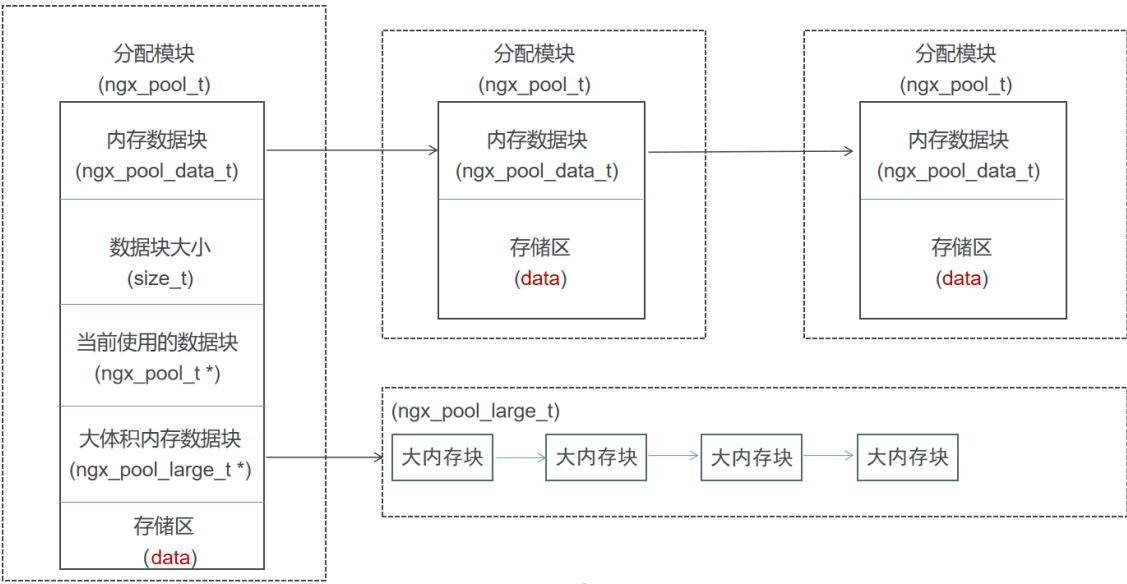 分配模块
(ngx_pool_t)
内存数据块
(ngx_pool_data_t)
数据块大小
(size_t)
当前使用的数据块
(ngx_pool_t *)
大体积内存数据块
(ngx_pool_large_t *)
存储区
(data)
分配模块
(ngx_pool_t)
内存数据块
(ngx_pool_data_t)
存储区
(data)
分配模块
(ngx_pool_t)
内存数据块
(ngx_pool_data_t)
存储区
(data)
(ngx_pool_large_t)
大内存块
大内存块
大内存块
大内存块